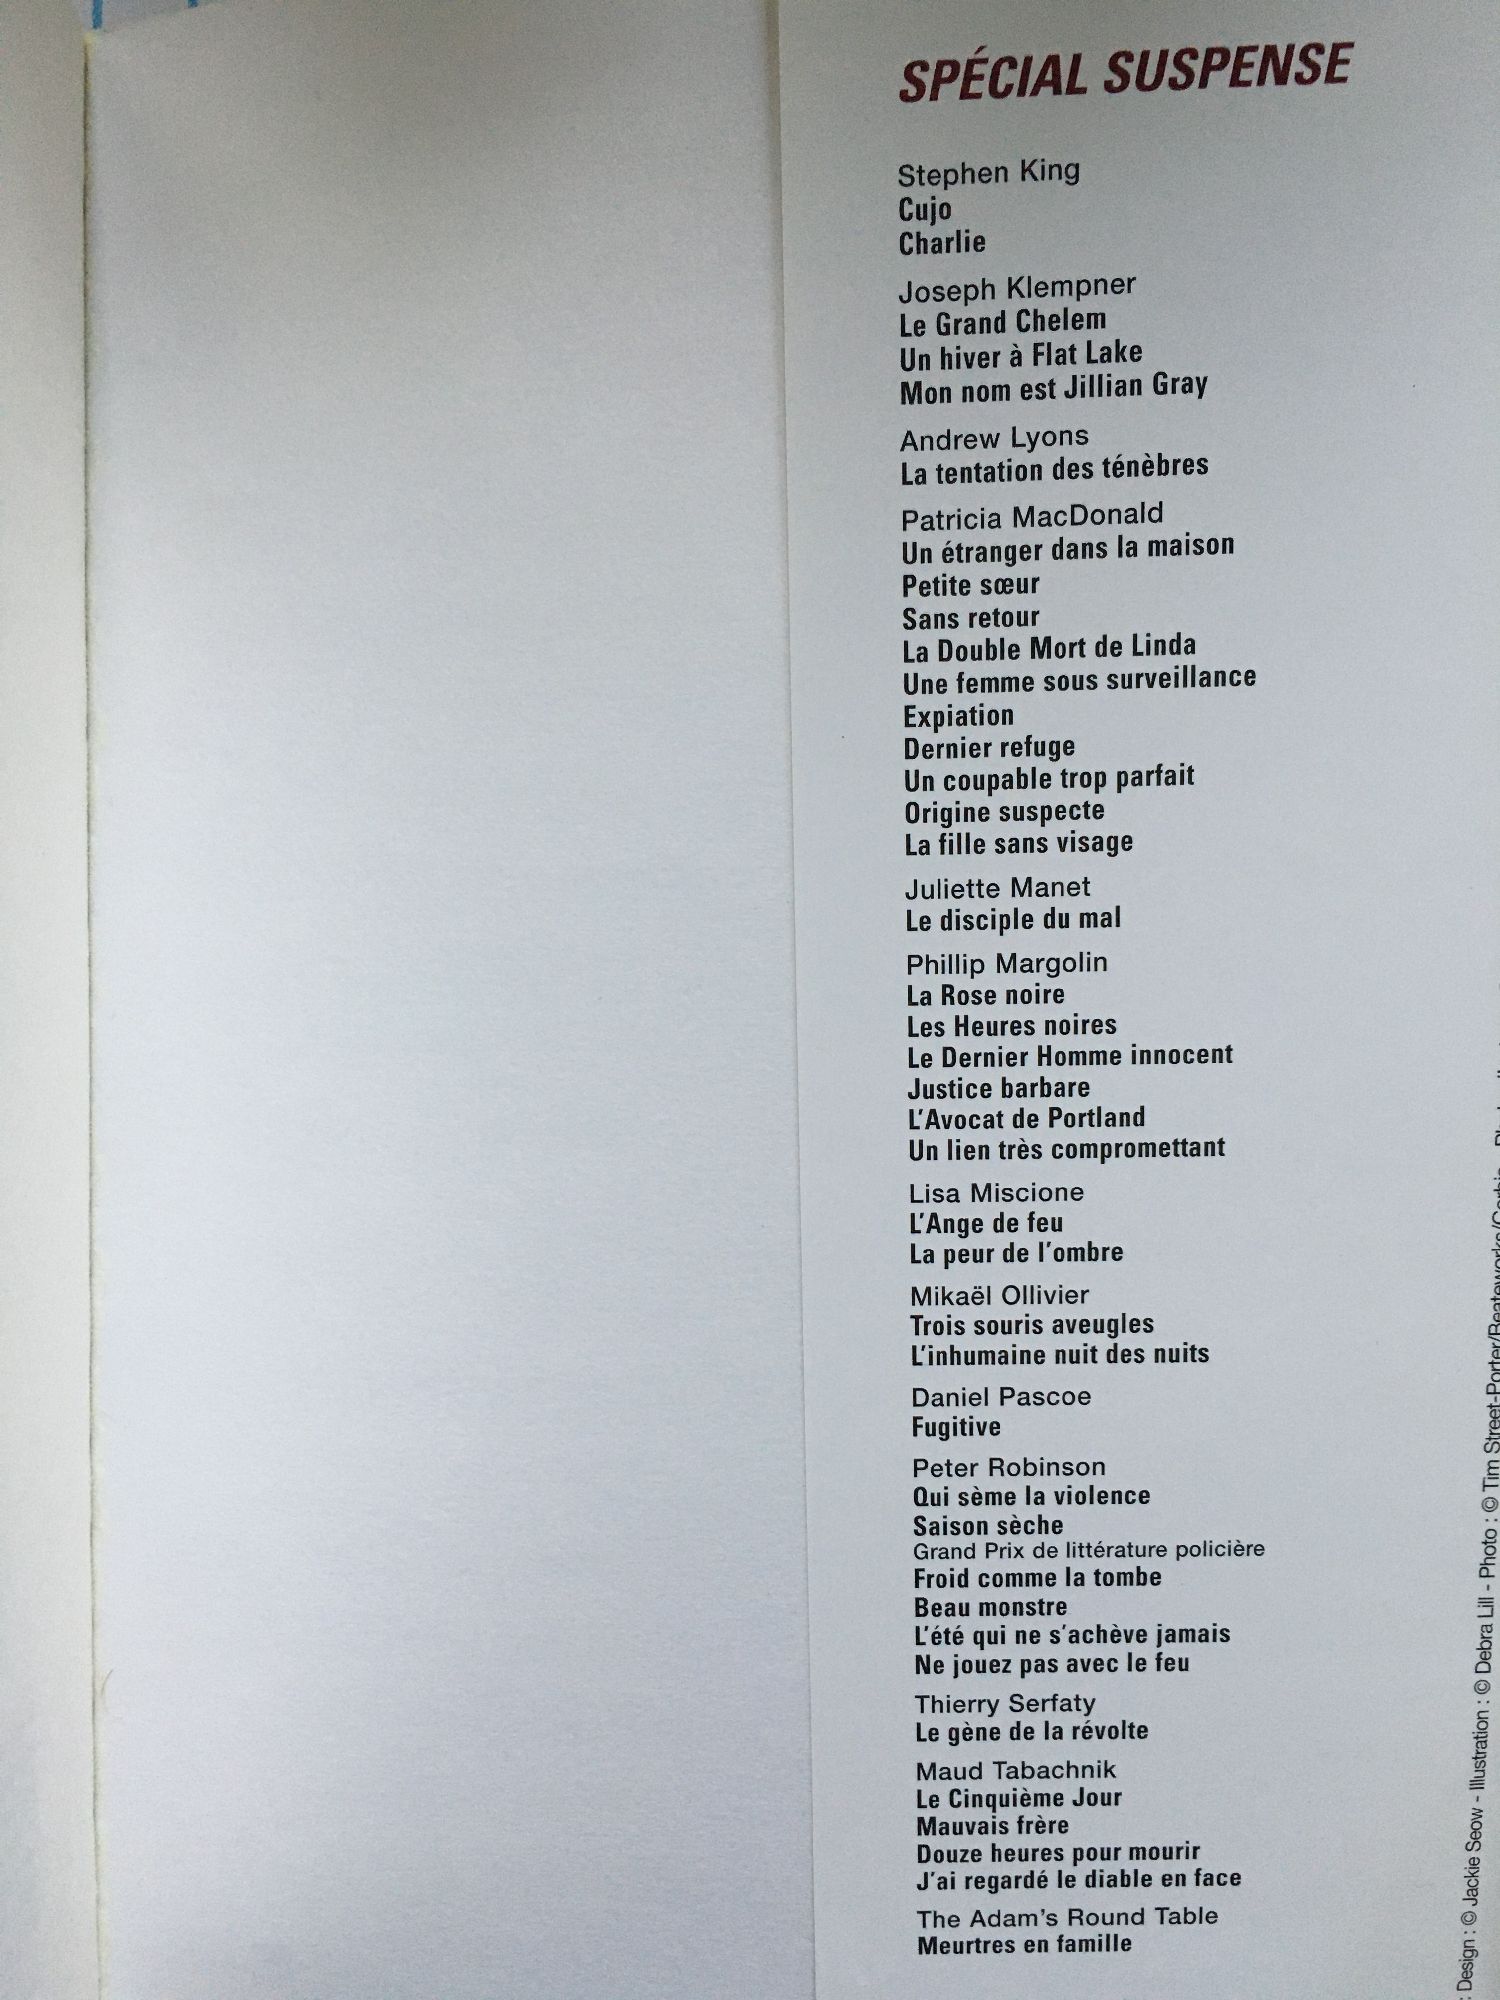 SPÉCIAL SUSPENSE
Stephen King
Cujo
Charlie
Joseph Klempner
Le Grand Chelem
Un hiver à Flat Lake
Mon nom est Jillian Gray
Andrew Lyons
La tentation des ténèbres
Patricia MacDonald
Un étranger dans la maison
Petite sœur
Sans retour
La Double Mort de Linda
Une femme sous surveillance
Expiation
Dernier refuge
Un coupable trop parfait
Origine suspecte
La fille sans visage
Juliette Manet
Le disciple du mal
Phillip Margolin
La Rose noire
Les Heures noires
Le Dernier Homme innocent
Justice barbare
L'Avocat de Portland
Un lien très compromettant
Lisa Miscione
L'Ange de feu
La peur de l'ombre
Mikaël Ollivier
Trois souris aveugles
L'inhumaine nuit des nuits
Daniel Pascoe
Fugitive
Peter Robinson
Qui sème la violence
Saison sèche
Grand Prix de littérature policière
Froid comme la tombe
Beau monstre
L'été qui ne s'achève jamais
Ne jouez pas avec le feu
Thierry Serfaty
Le gène de la révolte
Maud Tabachnik
Le Cinquième Jour
Mauvais frère
Douze heures pour mourir
J'ai regardé le diable en face
The Adam's Round Table
Meurtres en famille
: Design : © Jackie Seow - Illustration : © Debra Lill - Photo : © Tim Street-Porter/Beateworks/